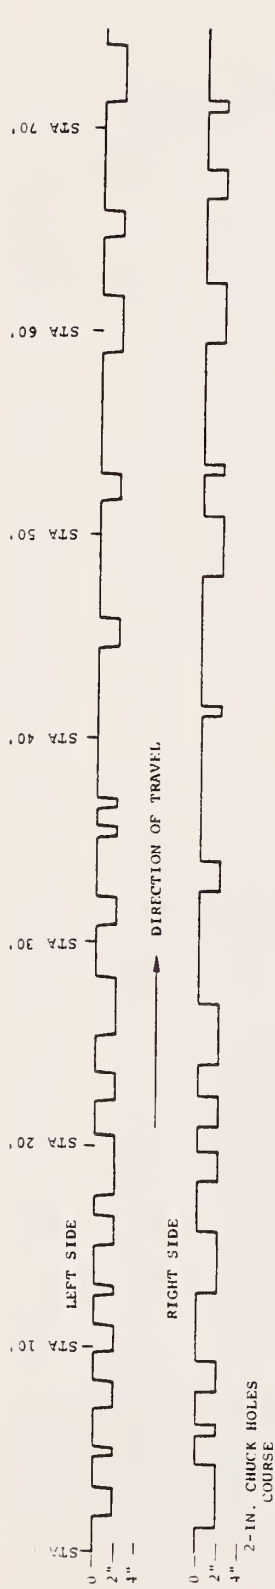 STA
STA 10'
STA 20'
STA 30'
STA 40'
STA 50'
STA 60'
STA 70'
LEFT SIDE
0
2"
4"
DIRECTION OF TRAVEL
RIGHT SIDE
0
2"
4"
2-IN. CHUCK HOLES
COURSE